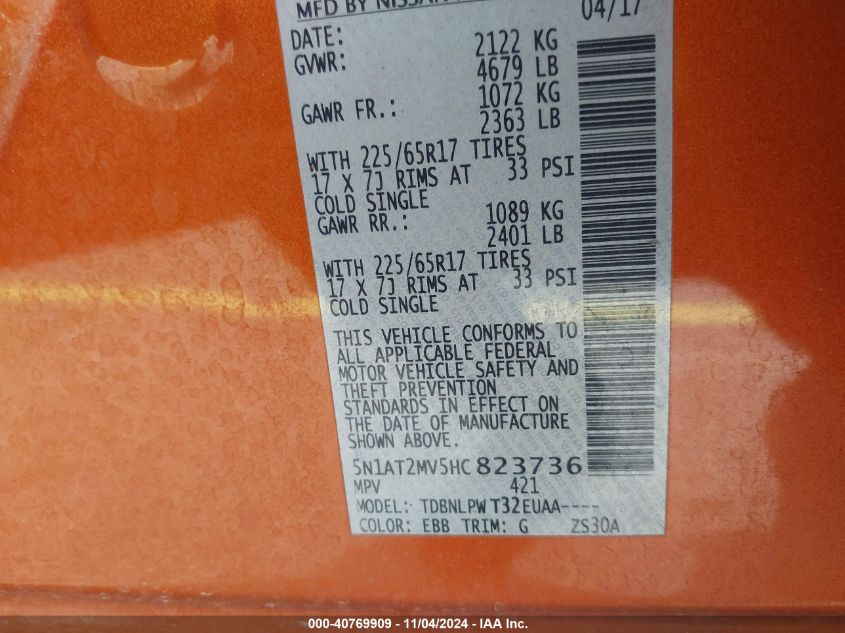 MFD BY NISSAN
DATE: 04/17
GVWR: 2122 KG
4679 LB
GAWR FR.: 1072 KG
2363 LB
WITH 225/65R17 TIRES
17 X 7J RIMS AT 33 PSI
COLD SINGLE
GAWR RR.: 1089 KG
2401 LB
WITH 225/65R17 TIRES
17 X 7J RIMS AT 33 PSI
COLD SINGLE
THIS VEHICLE CONFORMS TO
ALL APPLICABLE FEDERAL
MOTOR VEHICLE SAFETY AND
THEFT PREVENTION
STANDARDS IN EFFECT ON
THE DATE OF MANUFACTURE
SHOWN ABOVE.
5N1AT2MV5HC 823736
MPV 421
MODEL: TDBNLPW T32EUAA----
COLOR: EBB TRIM: G ZS30A
000-40769909 - 11/04/2024 - IAA Inc.